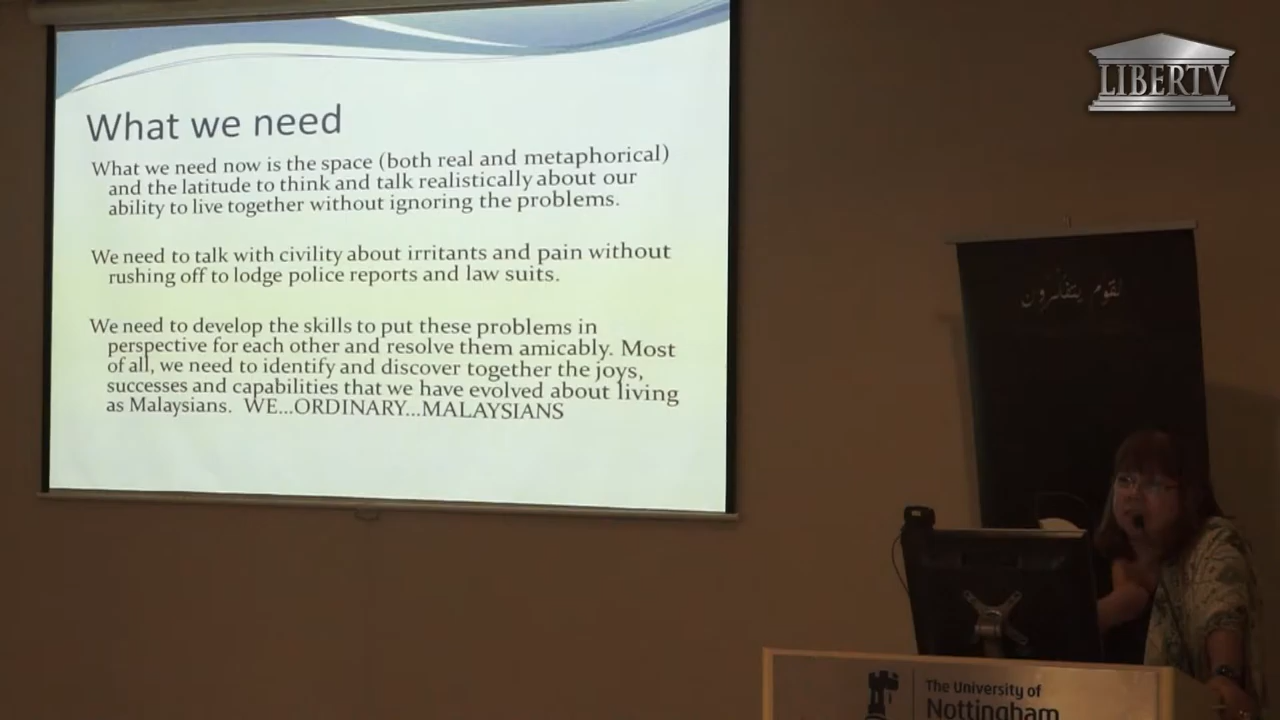 LIBERTV
What we need
What we need now is the space (both real and metaphorical)
and the latitude to think and talk realistically about our
ability to live together without ignoring the problems.
We need to talk with civility about irritants and pain without
rushing off to lodge police reports and law suits.
We need to develop the skills to put these problems in
perspective for each other and resolve them amicably. Most
of all, we need to identify and discover together the joys,
successes and capabilities that we have evolved about living
as Malaysians. WE...ORDINARY...MALAYSIANS
لقوم يتفكرون
The University of
Nottingham